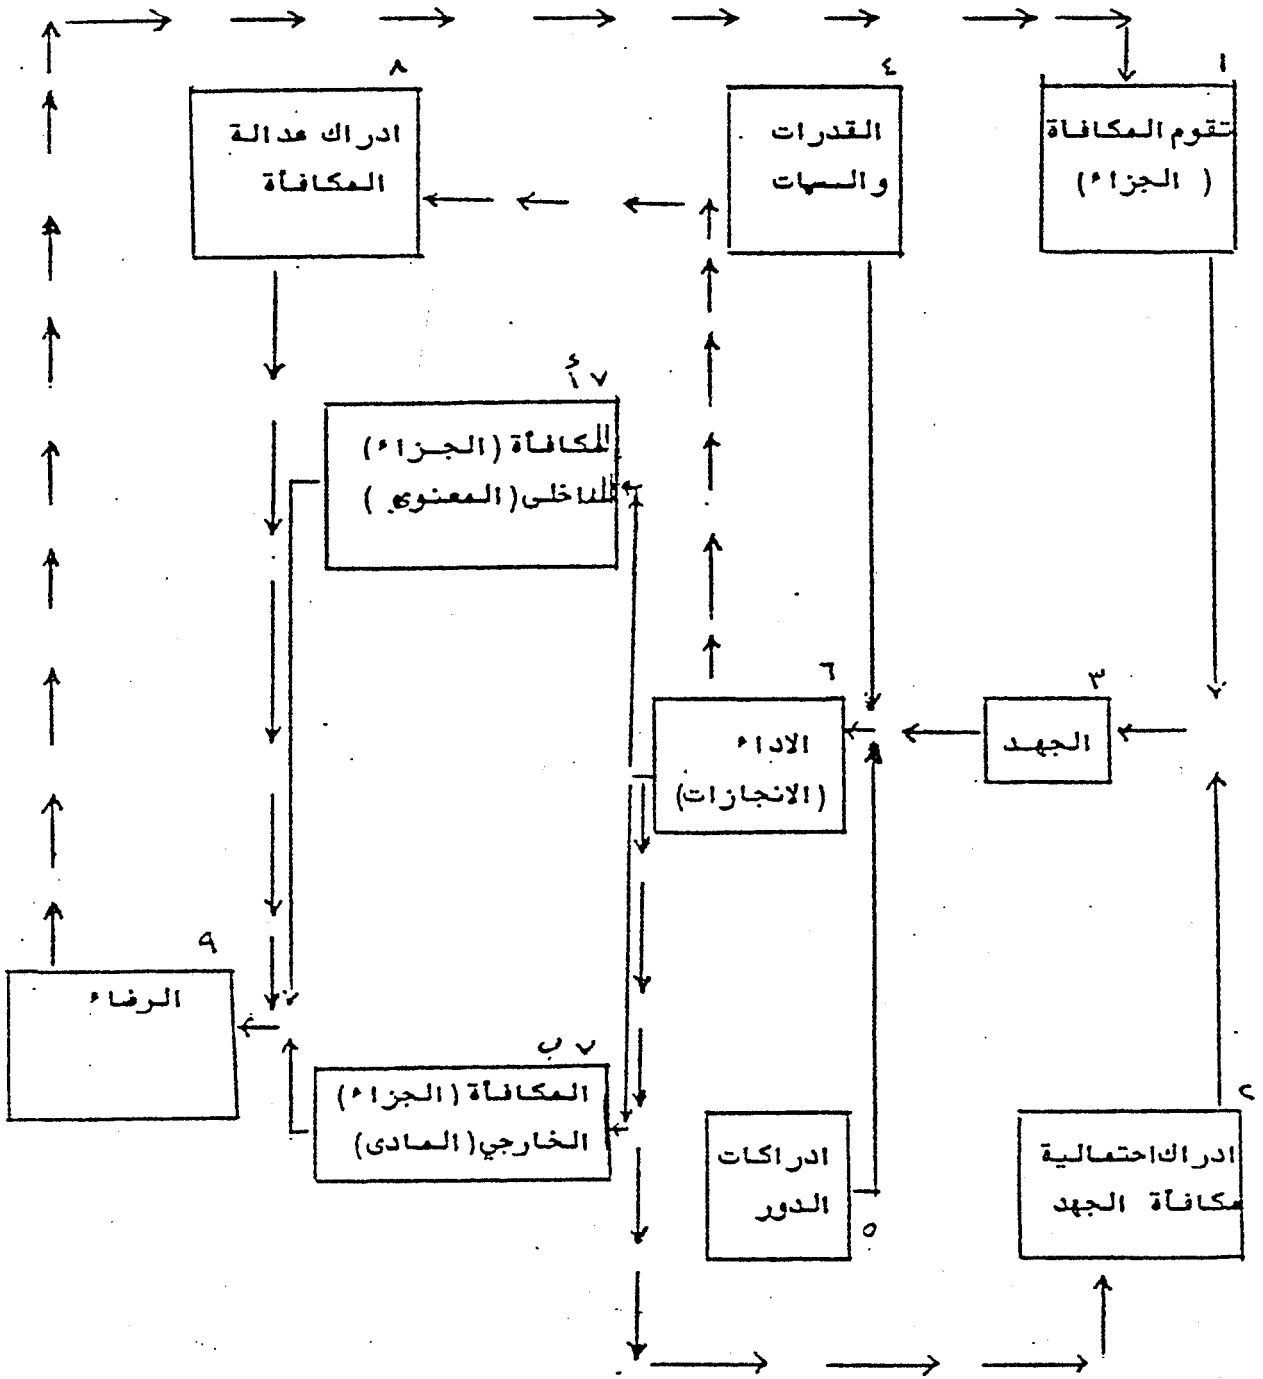 ١
تقوم المكافأة
( الجزاء )
٤
القدرات
والسمات
٨
ادراك عدالة
المكافأة
٧ أ
المكافأة (الجزاء)
الداخلى (المعنوي)
٣
الجهد
٦
الاداء
(الانجازات)
٩
الرضاء
٢
ادراك احتمالية
مكافأة الجهد
٥
ادراكات
الدور
٧ ب
المكافأة (الجزاء)
الخارجي (المادى)